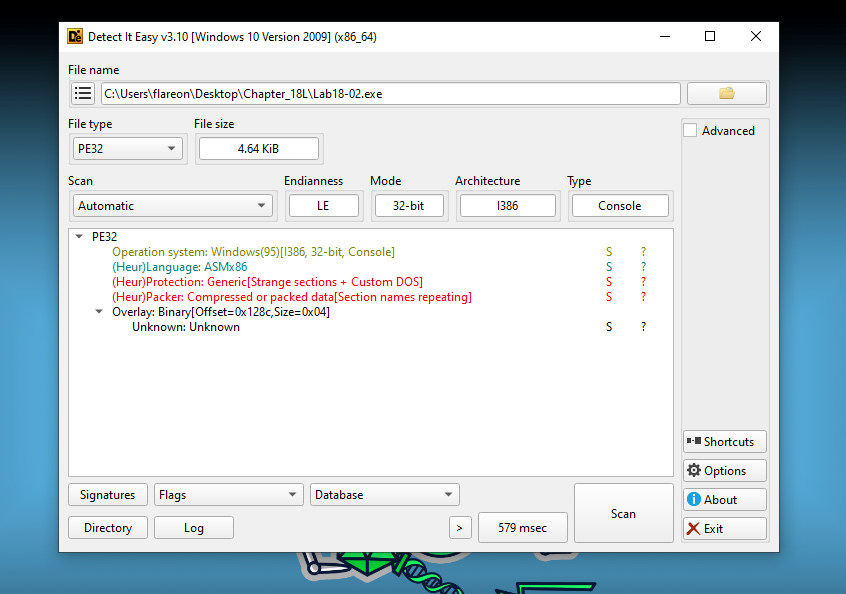 Detect It Easy v3.10 [Windows 10 Version 2009] (x86_64)
File name
C:\Users\flareon\Desktop\Chapter_18L\Lab18-02.exe
File type File size
PE32 4.64 KiB
Advanced
Scan Endianness Mode Architecture Type
Automatic LE 32-bit I386 Console
PE32
Operation system: Windows(95)[I386, 32-bit, Console] S ?
(Heur)Language: ASMx86 S ?
(Heur)Protection: Generic[Strange sections + Custom DOS] S ?
(Heur)Packer: Compressed or packed data[Section names repeating] S ?
Overlay: Binary[Offset=0x128c,Size=0x04]
Unknown: Unknown S ?
Shortcuts
Options
About
Exit
Signatures Flags Database
Directory Log > 579 msec Scan